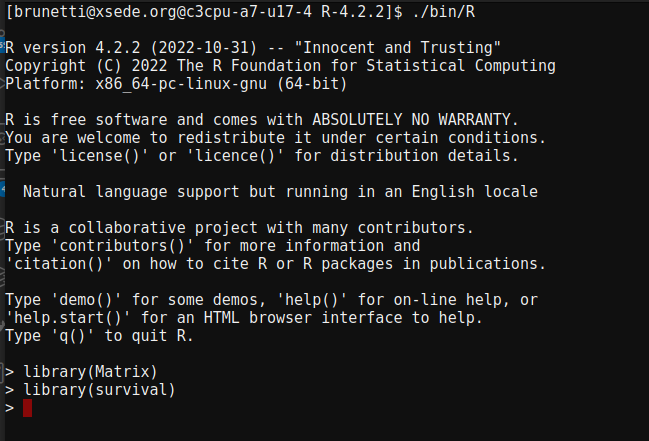 [brunetti@xsede.org@c3cpu-a7-u17-4 R-4.2.2]$ ./bin/R
R version 4.2.2 (2022-10-31) -- "Innocent and Trusting"
Copyright (C) 2022 The R Foundation for Statistical Computing
Platform: x86_64-pc-linux-gnu (64-bit)
R is free software and comes with ABSOLUTELY NO WARRANTY.
You are welcome to redistribute it under certain conditions.
Type 'license()' or 'licence()' for distribution details.
Natural language support but running in an English locale
R is a collaborative project with many contributors.
Type 'contributors()' for more information and
'citation()' on how to cite R or R packages in publications.
Type 'demo()' for some demos, 'help()' for on-line help, or
'help.start()' for an HTML browser interface to help.
Type 'q()' to quit R.
> library(Matrix)
> library(survival)
>